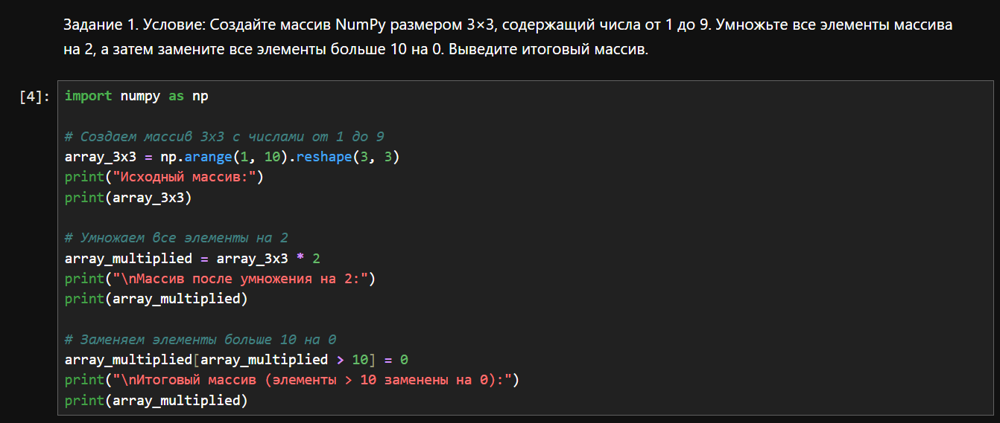 Задание 1. Условие: Создайте массив NumPy размером 3×3, содержащий числа от 1 до 9. Умножьте все элементы массива
на 2, а затем замените все элементы больше 10 на 0. Выведите итоговый массив.
[4]:
import numpy as np
# Создаем массив 3x3 с числами от 1 до 9
array_3x3 = np.arange(1, 10).reshape(3, 3)
print("Исходный массив:")
print(array_3x3)
# Умножаем все элементы на 2
array_multiplied = array_3x3 * 2
print("\nМассив после умножения на 2:")
print(array_multiplied)
# Заменяем элементы больше 10 на 0
array_multiplied[array_multiplied > 10] = 0
print("\nИтоговый массив (элементы > 10 заменены на 0):")
print(array_multiplied)